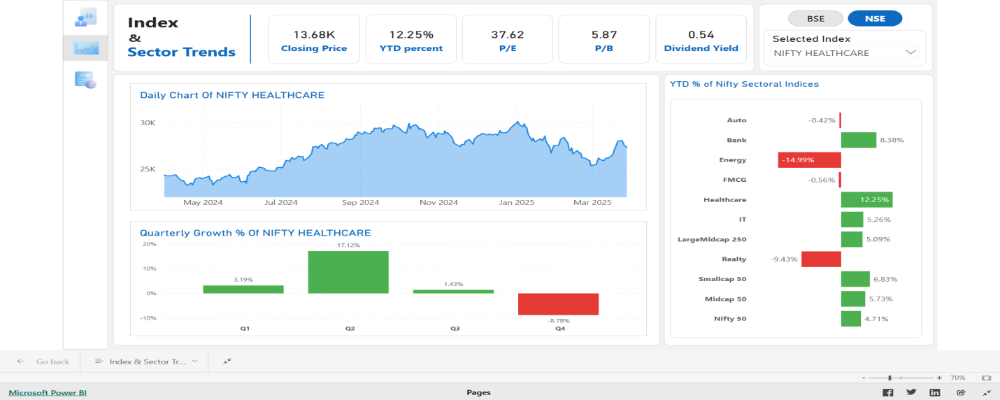 Index
&
Sector Trends
13.68K
Closing Price
12.25%
YTD percent
37.62
P/E
5.87
P/B
0.54
Dividend Yield
BSE
NSE
Selected Index
NIFTY HEALTHCARE
IPO
Daily Chart Of NIFTY HEALTHCARE
30K
25K
May 2024 Jul 2024 Sep 2024 Nov 2024 Jan 2025 Mar 2025
Quarterly Growth % Of NIFTY HEALTHCARE
20%
10%
0%
-10%
3.19%
17.12%
1.43%
-8.78%
Q1 Q2 Q3 Q4
YTD % of Nifty Sectoral Indices
Auto -0.42%
Bank 8.38%
Energy -14.99%
FMCG -0.56%
Healthcare 12.25%
IT 5.26%
LargeMidcap 250 5.09%
Realty -9.43%
Smallcap 50 6.83%
Midcap 50 5.73%
Nifty 50 4.71%
Go back
Index & Sector Tr...
- + 70%
Microsoft Power BI
Pages